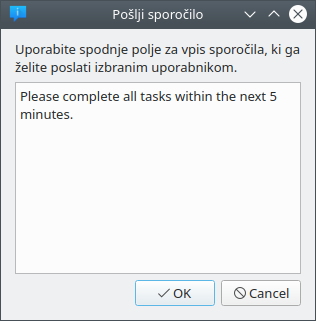 Pošlji sporočilo
Uporabite spodnje polje za vpis sporočila, ki ga
želite poslati izbranim uporabnikom.
Please complete all tasks within the next 5
minutes.
OK
Cancel